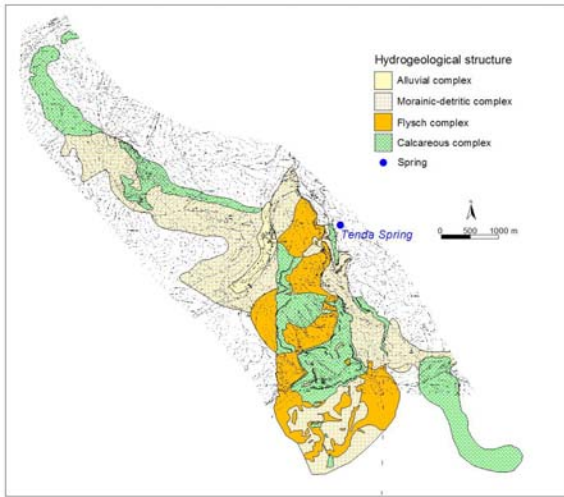 Hydrogeological structure
Alluvial complex
Morainic-detritic complex
Flysch complex
Calcareous complex
Spring
N
0 500 1000 m
Tenda Spring